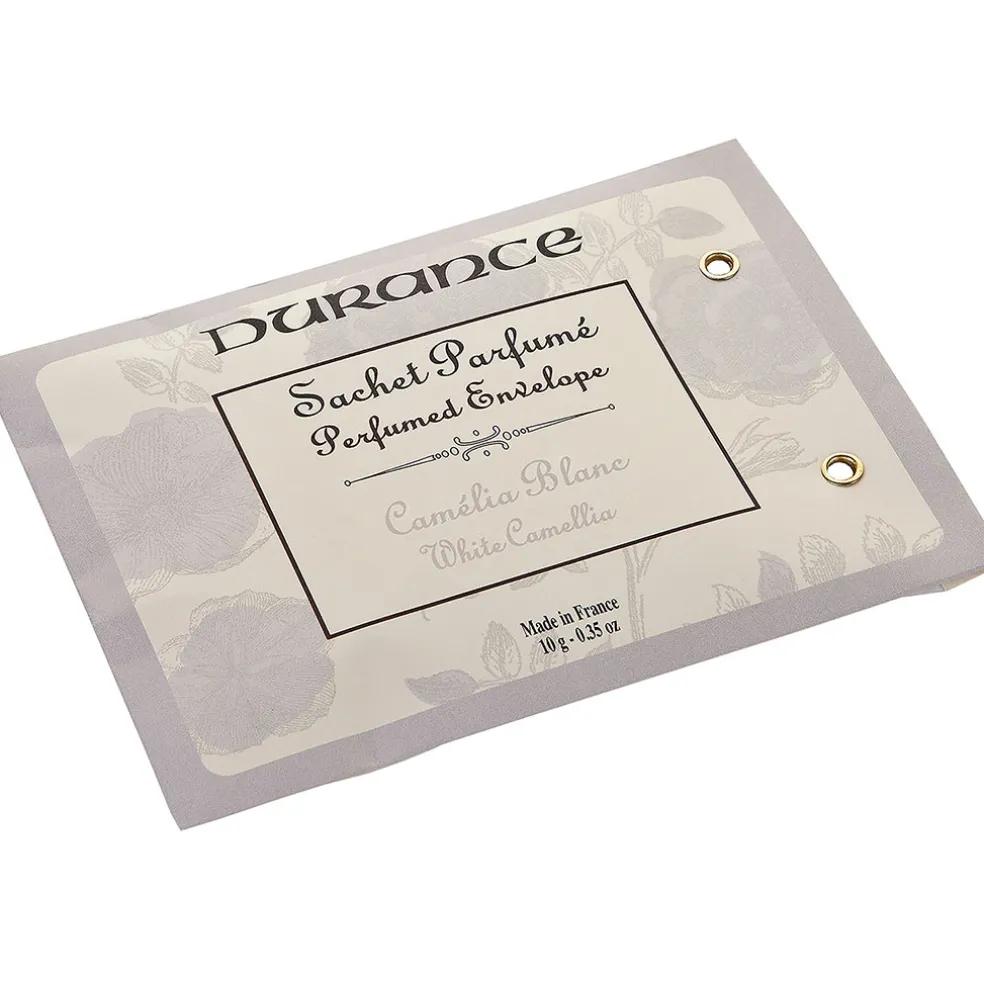 DURANCE
Sachet Parfumé
Perfumed Envelope
Camélia Blanc
White Camellia
Made in France
10 g - 0.35 oz